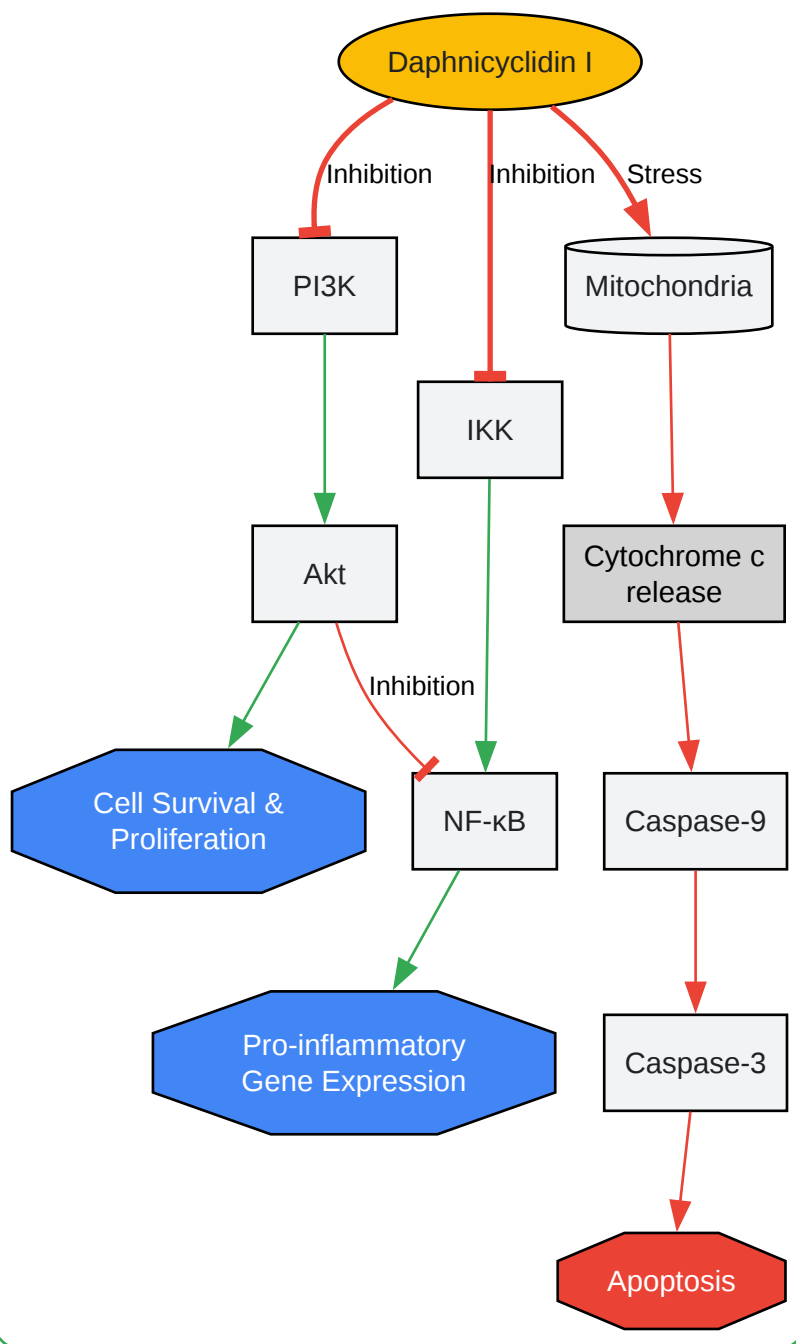 Daphnicyclidin I
Inhibition
Inhibition
Stress
PI3K
Mitochondria
IKK
Akt
Cytochrome c
release
Inhibition
Cell Survival &
Proliferation
NF-κB
Caspase-9
Pro-inflammatory
Gene Expression
Caspase-3
Apoptosis